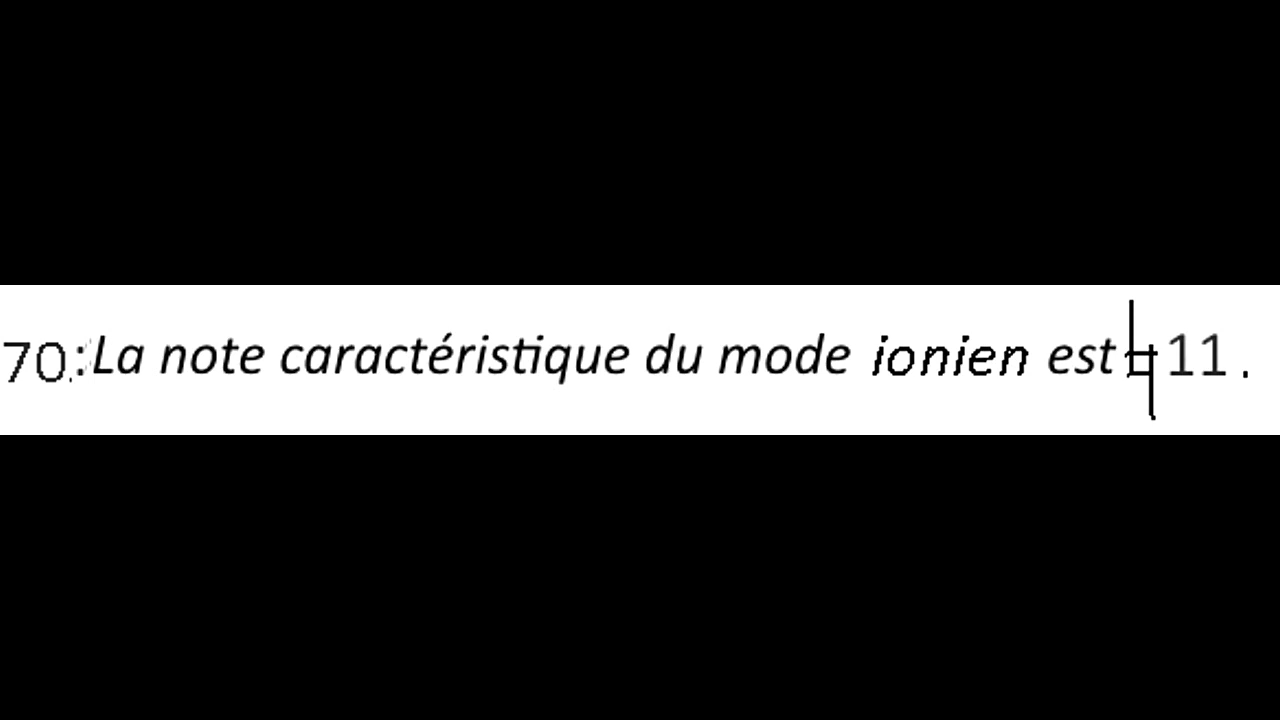 70.:La note caractéristique du mode ionien est ♮11.